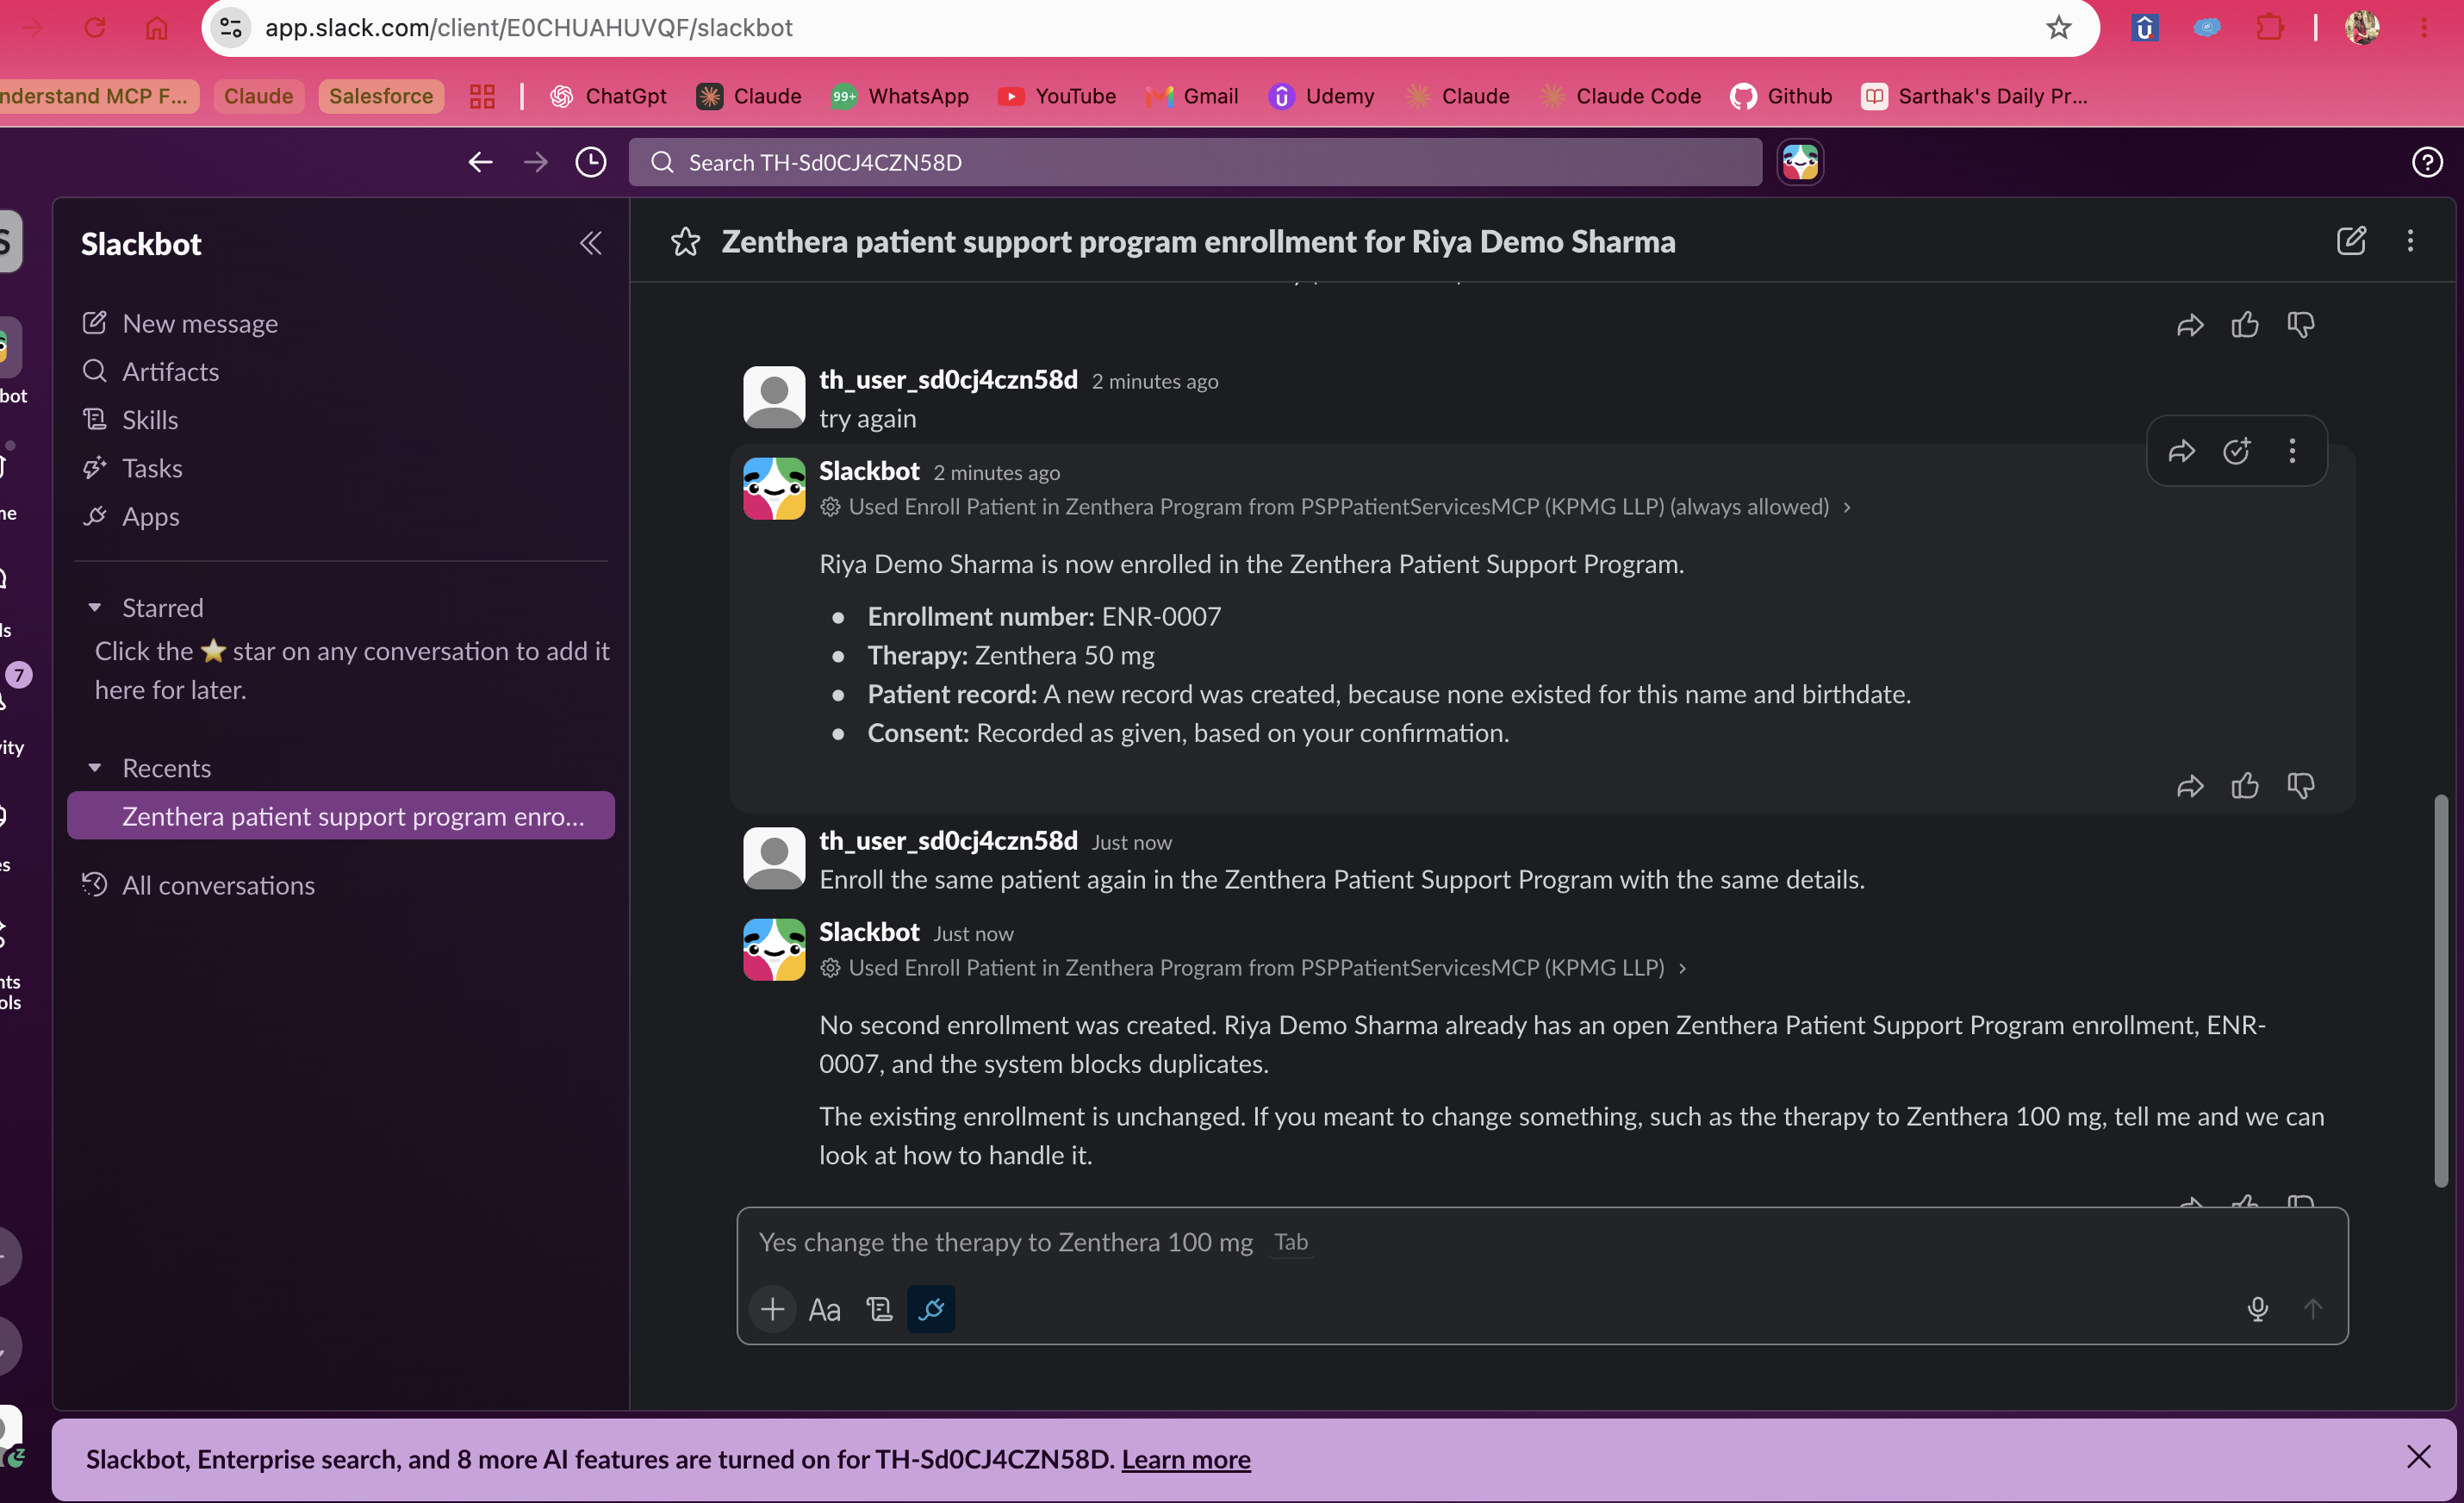 app.slack.com/client/E0CHUAHUVQF/slackbot
nderstand MCP F...
Claude
Salesforce
ChatGpt
Claude
99+
WhatsApp
YouTube
Gmail
Udemy
Claude
Claude Code
Github
Sarthak's Daily Pr...
Search TH-Sd0CJ4CZN58D
S
bot
ne
ls
7
ity
es
nts
ols
Slackbot
New message
Artifacts
Skills
Tasks
Apps
Starred
Click the ⭐ star on any conversation to add it
here for later.
Recents
Zenthera patient support program enro...
All conversations
Zenthera patient support program enrollment for Riya Demo Sharma
th_user_sd0cj4czn58d 2 minutes ago
try again
Slackbot 2 minutes ago
Used Enroll Patient in Zenthera Program from PSPPatientServicesMCP (KPMG LLP) (always allowed) ›
Riya Demo Sharma is now enrolled in the Zenthera Patient Support Program.
• Enrollment number: ENR-0007
• Therapy: Zenthera 50 mg
• Patient record: A new record was created, because none existed for this name and birthdate.
• Consent: Recorded as given, based on your confirmation.
th_user_sd0cj4czn58d Just now
Enroll the same patient again in the Zenthera Patient Support Program with the same details.
Slackbot Just now
Used Enroll Patient in Zenthera Program from PSPPatientServicesMCP (KPMG LLP) ›
No second enrollment was created. Riya Demo Sharma already has an open Zenthera Patient Support Program enrollment, ENR-
0007, and the system blocks duplicates.
The existing enrollment is unchanged. If you meant to change something, such as the therapy to Zenthera 100 mg, tell me and we can
look at how to handle it.
Yes change the therapy to Zenthera 100 mg Tab
Aa
Slackbot, Enterprise search, and 8 more AI features are turned on for TH-Sd0CJ4CZN58D. Learn more